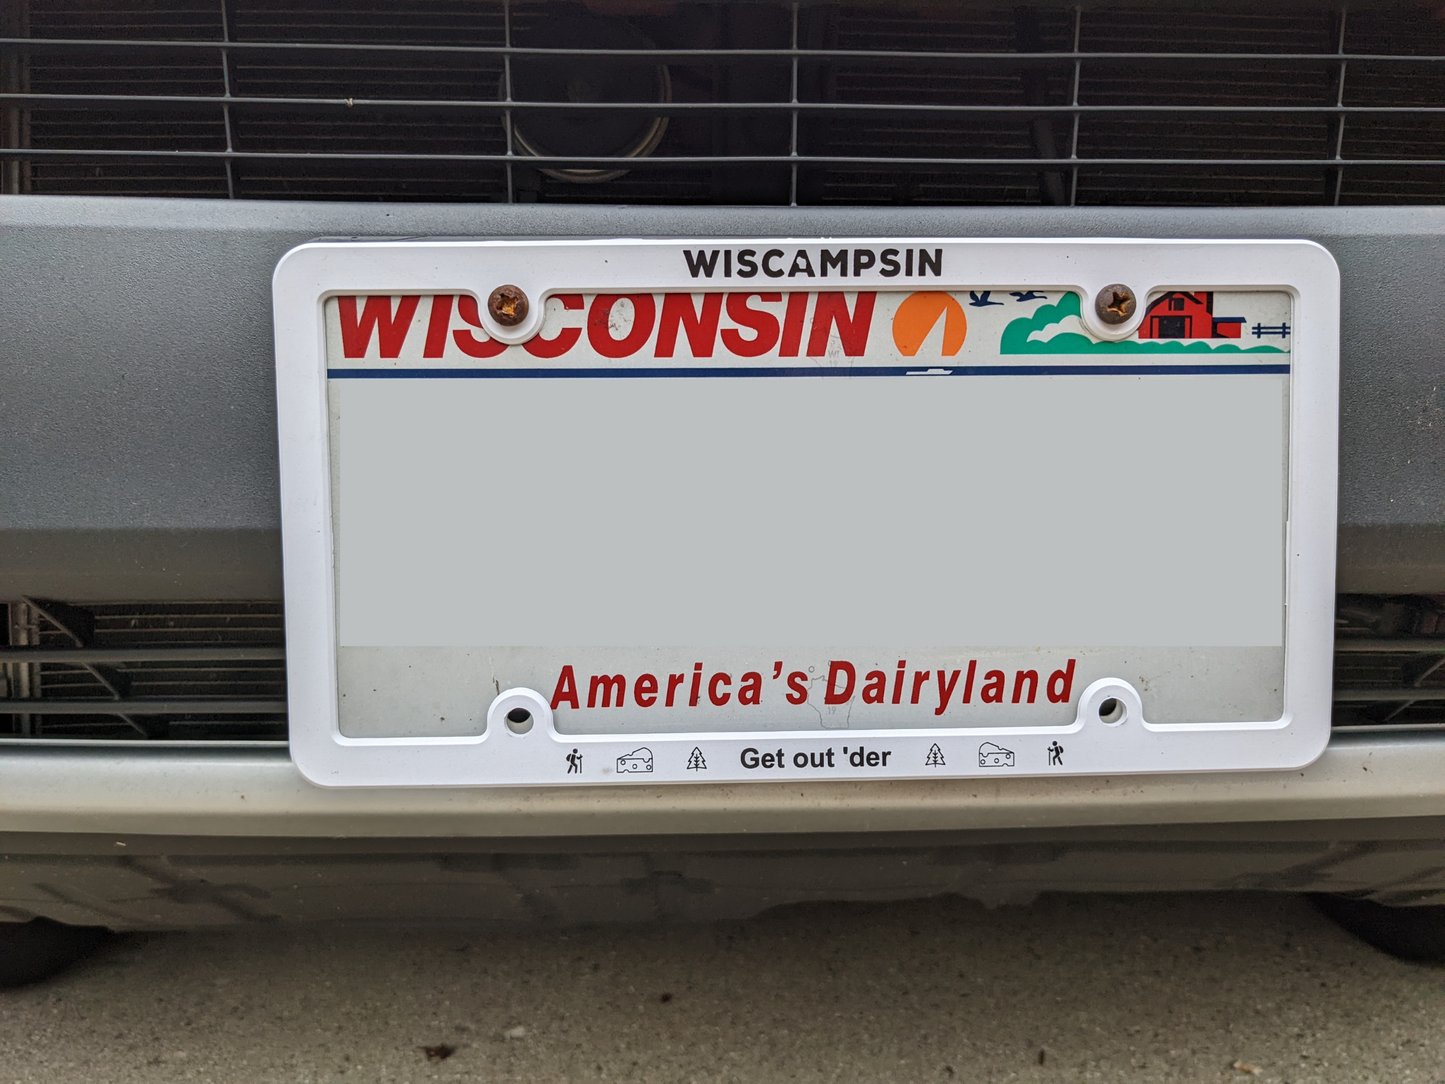 WISCAMPSIN
WISCONSIN
America's Dairyland
Get out 'der